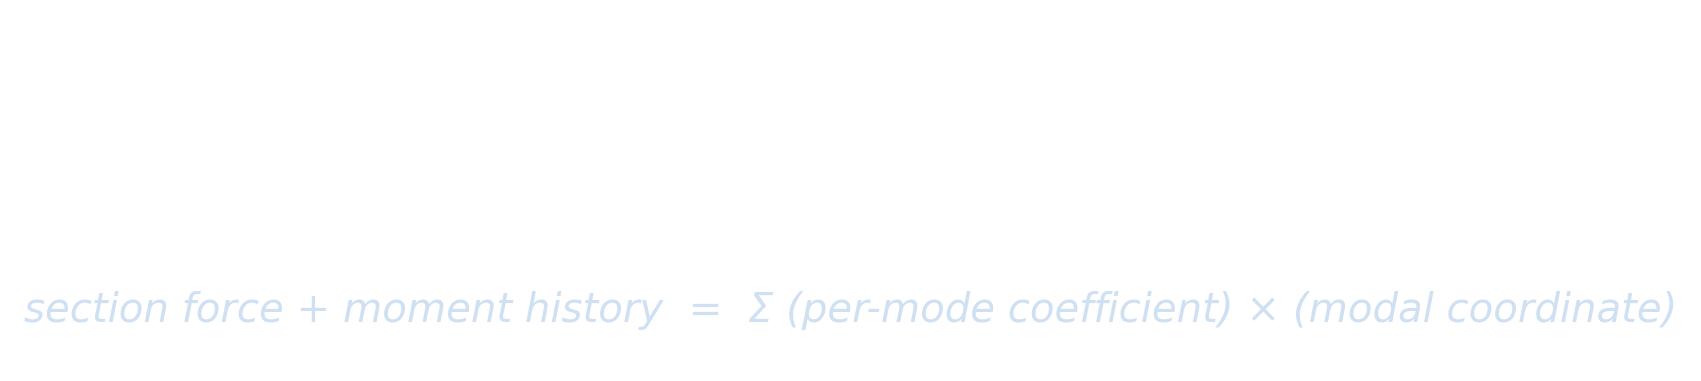 section force + moment history = Σ (per-mode coefficient) × (modal coordinate)